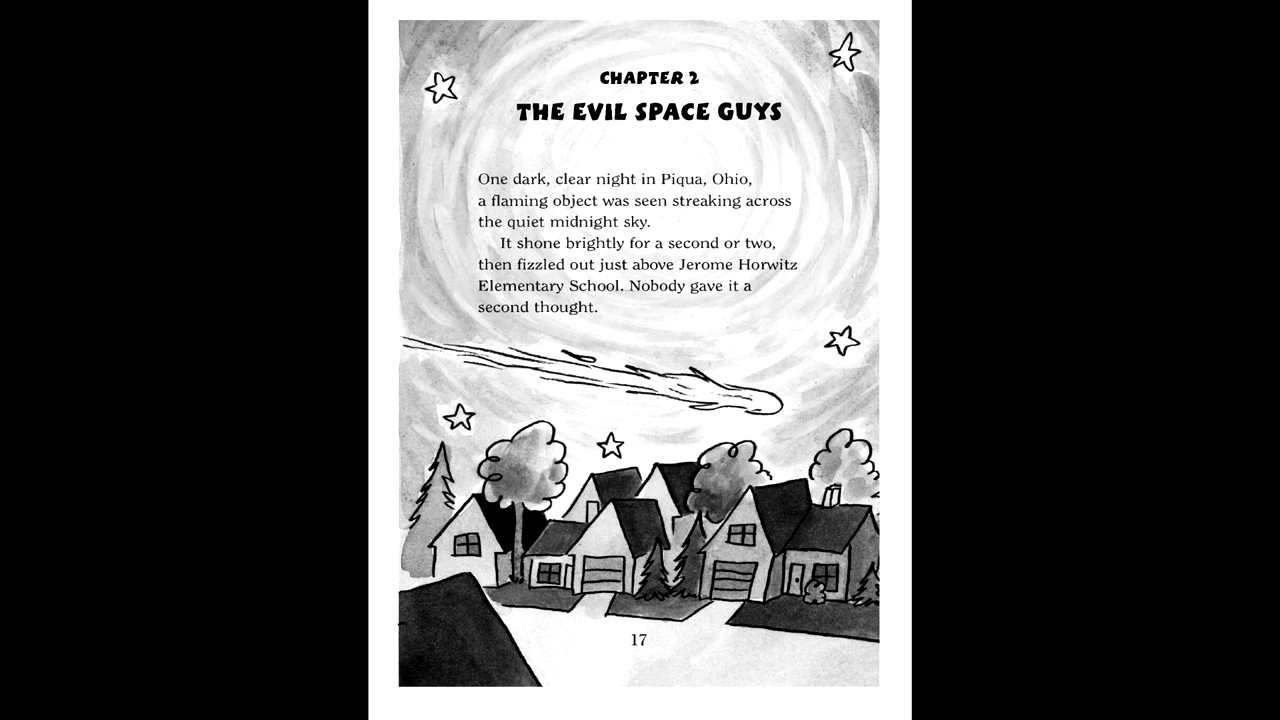 CHAPTER 2
THE EVIL SPACE GUYS
One dark, clear night in Piqua, Ohio,
a flaming object was seen streaking across
the quiet midnight sky.
It shone brightly for a second or two,
then fizzled out just above Jerome Horwitz
Elementary School. Nobody gave it a
second thought.
17